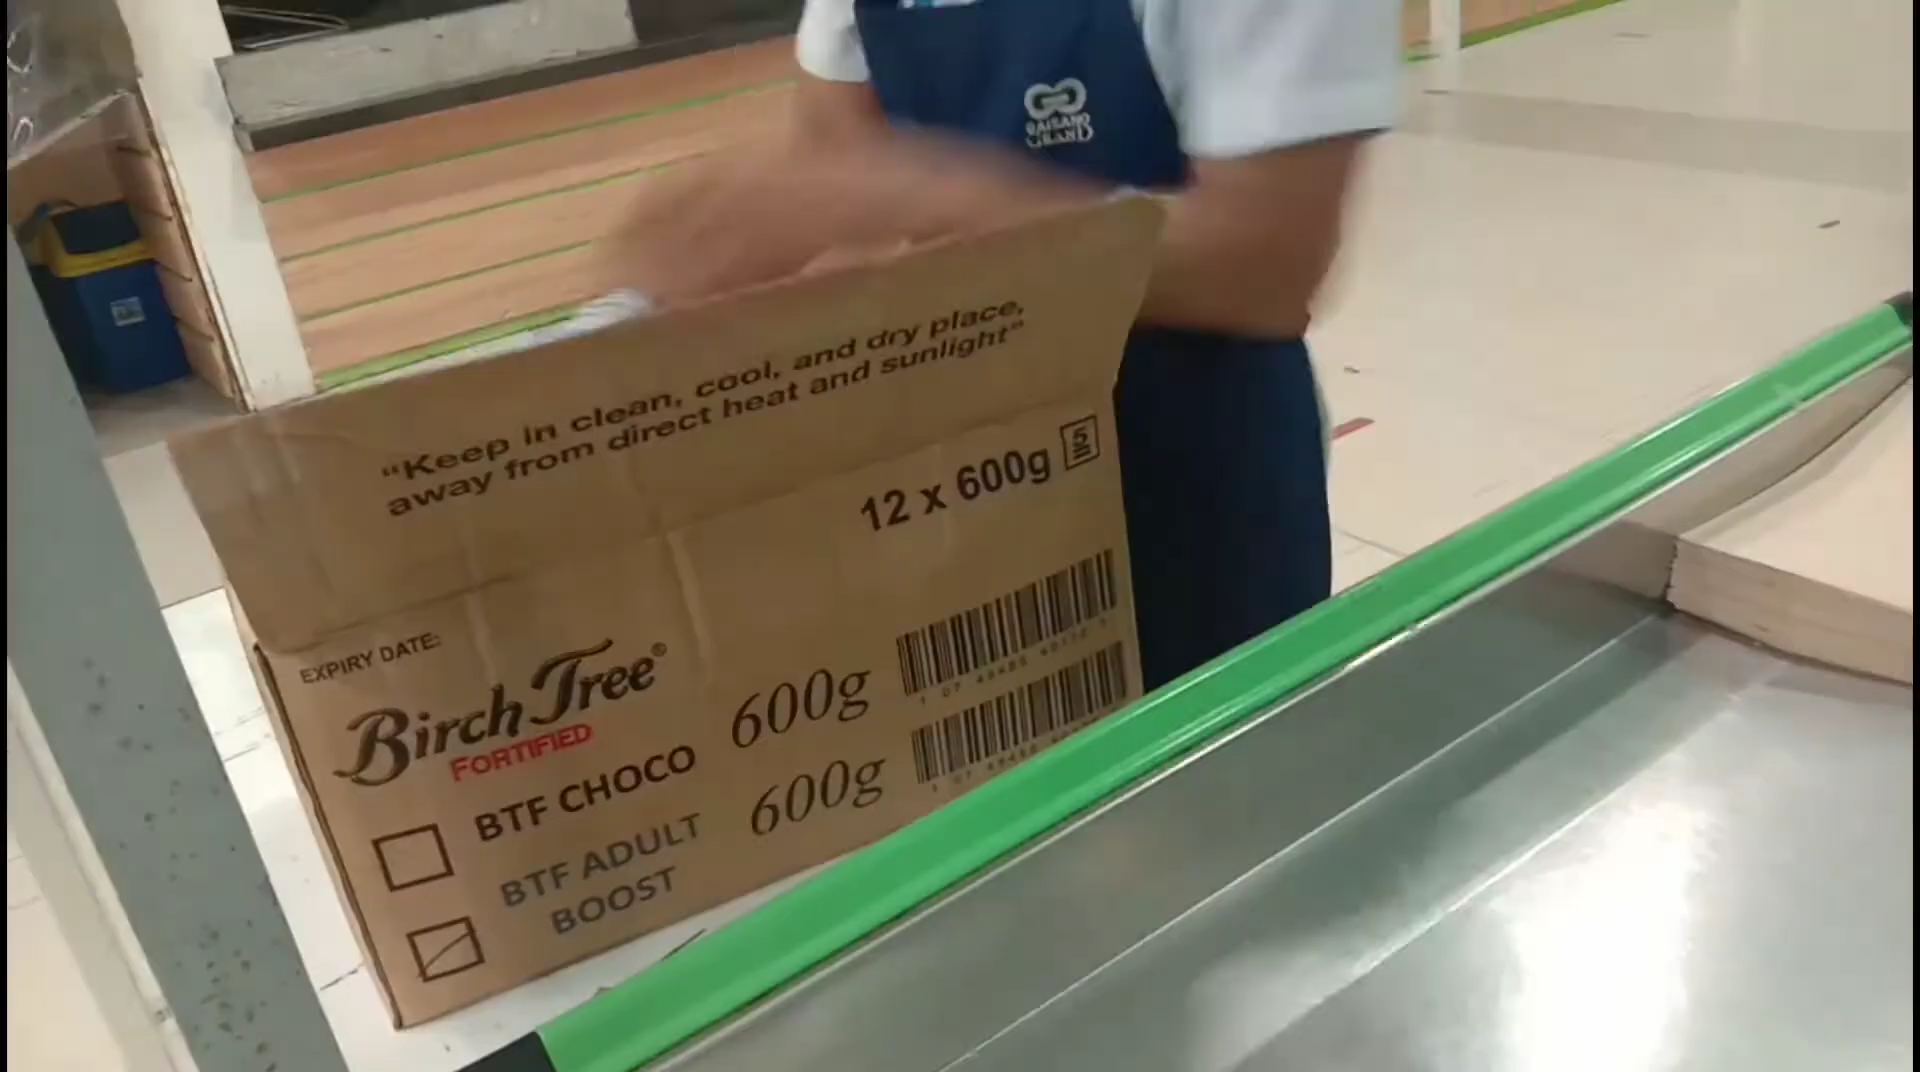 GAISANO
GRAND
"Keep in clean, cool, and dry place,
away from direct heat and sunlight"
12 x 600g
5
EXPIRY DATE:
Birch Tree®
FORTIFIED
BTF CHOCO 600g
BTF ADULT 600g
BOOST